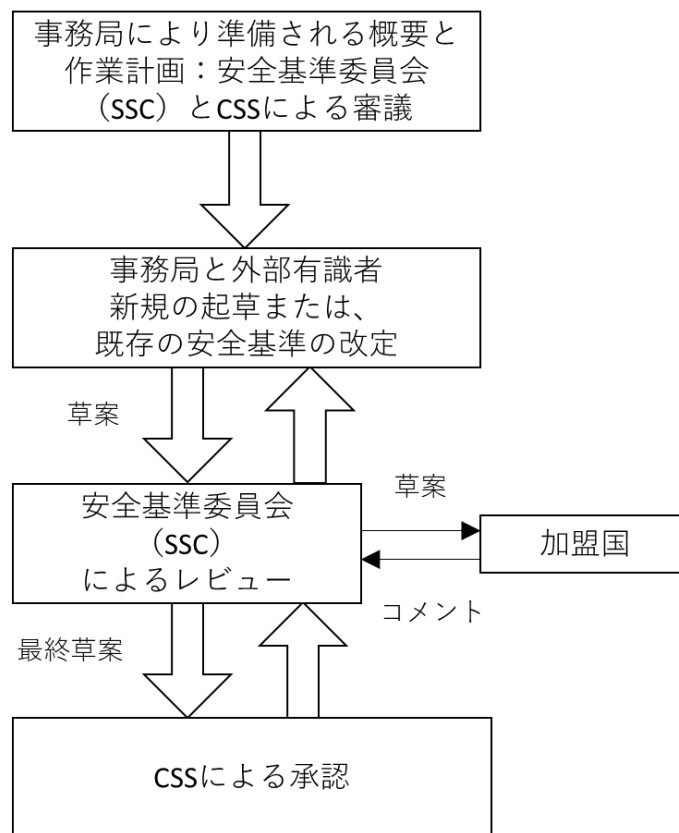 事務局により準備される概要と
作業計画：安全基準委員会
（SSC）とCSSによる審議
事務局と外部有識者
新規の起草または、
既存の安全基準の改定
草案
安全基準委員会
（SSC）
によるレビュー
草案
加盟国
コメント
最終草案
CSSによる承認